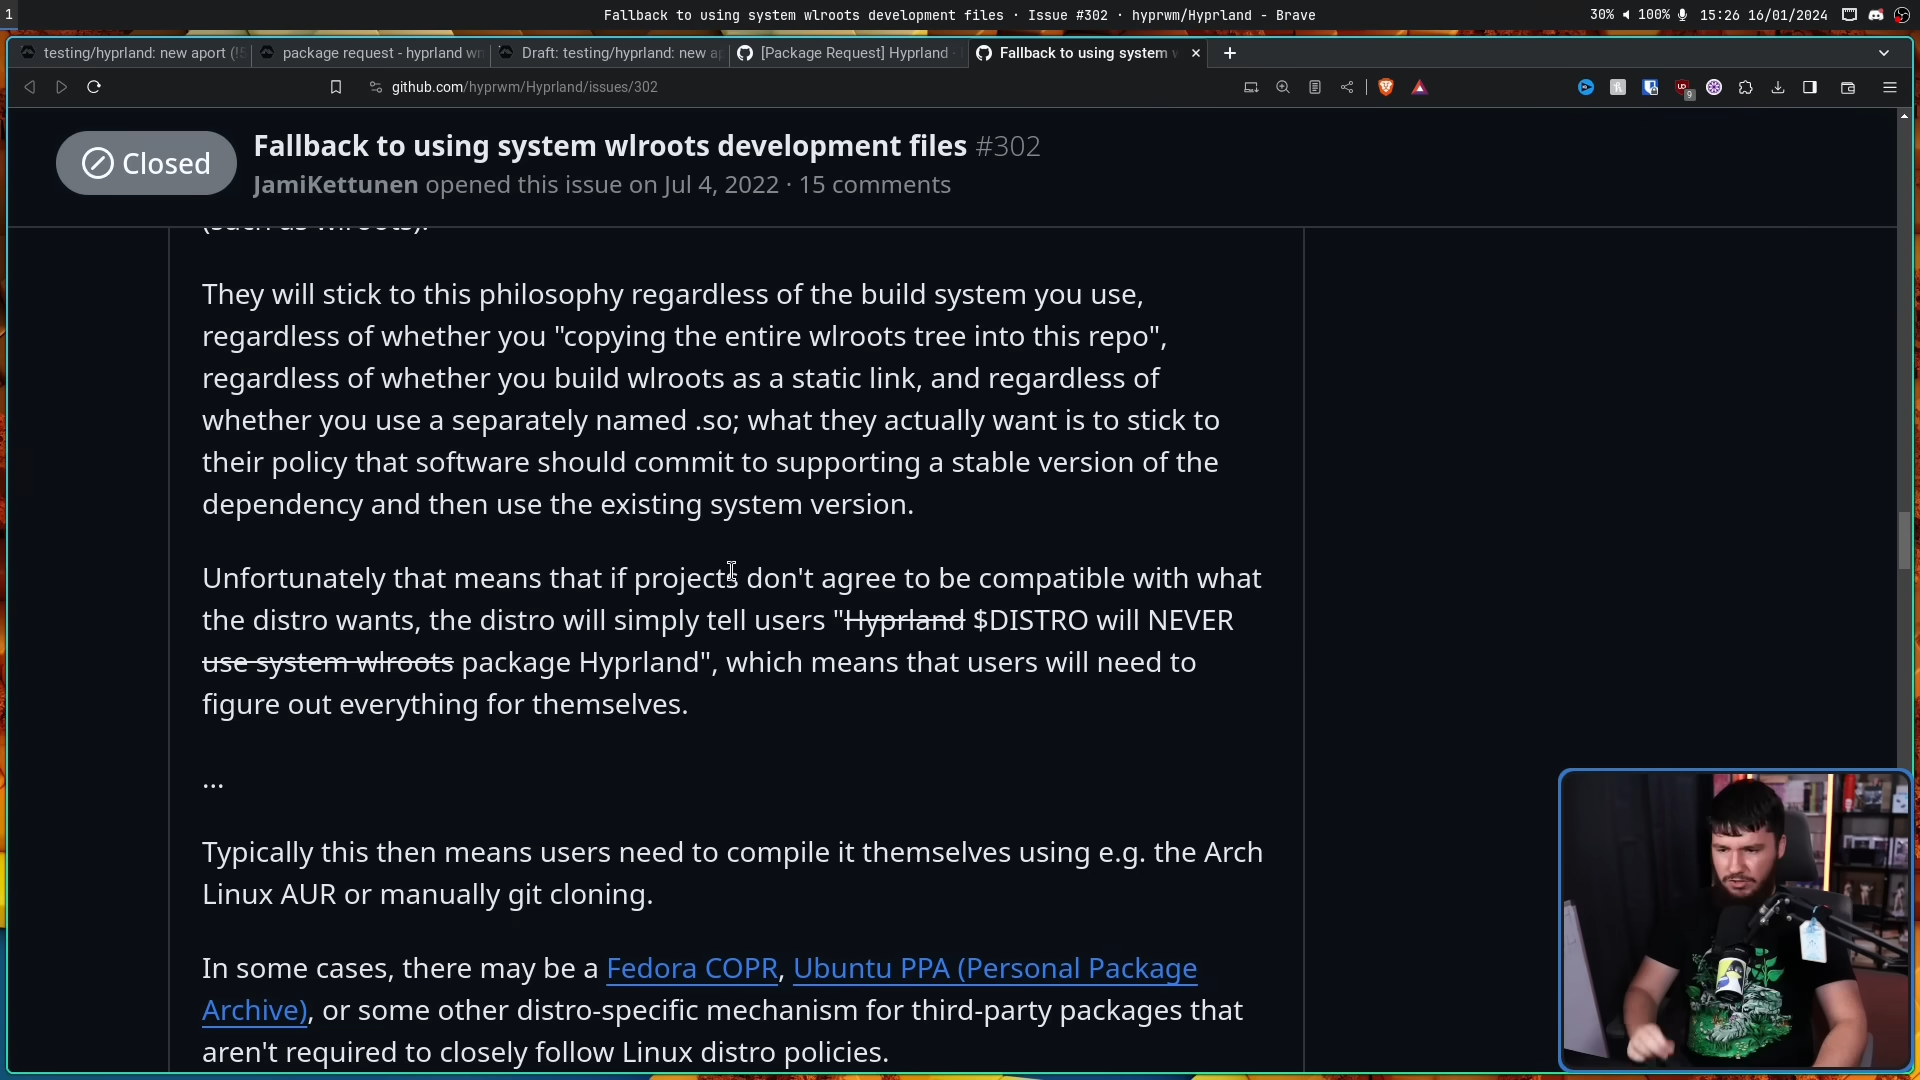 1
Fallback to using system wlroots development files · Issue #302 · hyprwm/Hyprland - Brave
30% 100% 15:26 16/01/2024
testing/hyprland: new aport (!5
package request - hyprland wr
Draft: testing/hyprland: new ap
[Package Request] Hyprland ·
Fallback to using system w
github.com/hyprwm/Hyprland/issues/302
9
Closed
Fallback to using system wlroots development files #302
JamiKettunen opened this issue on Jul 4, 2022 · 15 comments
(such as wlroots).
They will stick to this philosophy regardless of the build system you use,
regardless of whether you "copying the entire wlroots tree into this repo",
regardless of whether you build wlroots as a static link, and regardless of
whether you use a separately named .so; what they actually want is to stick to
their policy that software should commit to supporting a stable version of the
dependency and then use the existing system version.
Unfortunately that means that if projects don't agree to be compatible with what
the distro wants, the distro will simply tell users "Hyprland $DISTRO will NEVER
use system wlroots package Hyprland", which means that users will need to
figure out everything for themselves.
...
Typically this then means users need to compile it themselves using e.g. the Arch
Linux AUR or manually git cloning.
In some cases, there may be a Fedora COPR, Ubuntu PPA (Personal Package
Archive), or some other distro-specific mechanism for third-party packages that
aren't required to closely follow Linux distro policies.